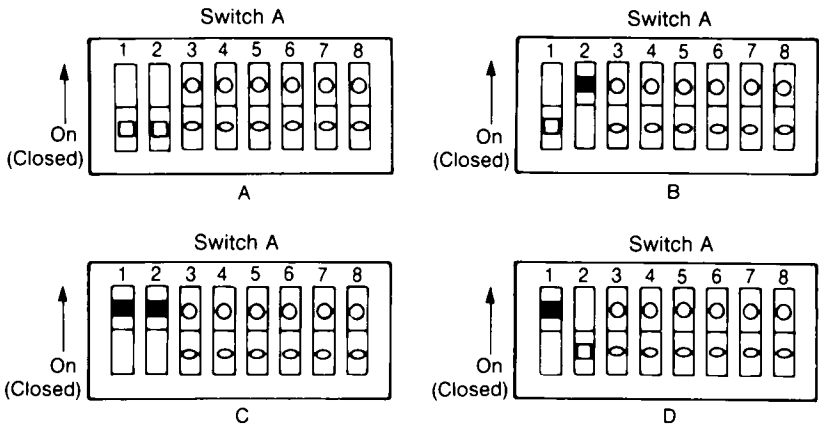 Switch A
1 2 3 4 5 6 7 8
On
(Closed)
A
Switch A
1 2 3 4 5 6 7 8
On
(Closed)
B
Switch A
1 2 3 4 5 6 7 8
On
(Closed)
C
Switch A
1 2 3 4 5 6 7 8
On
(Closed)
D